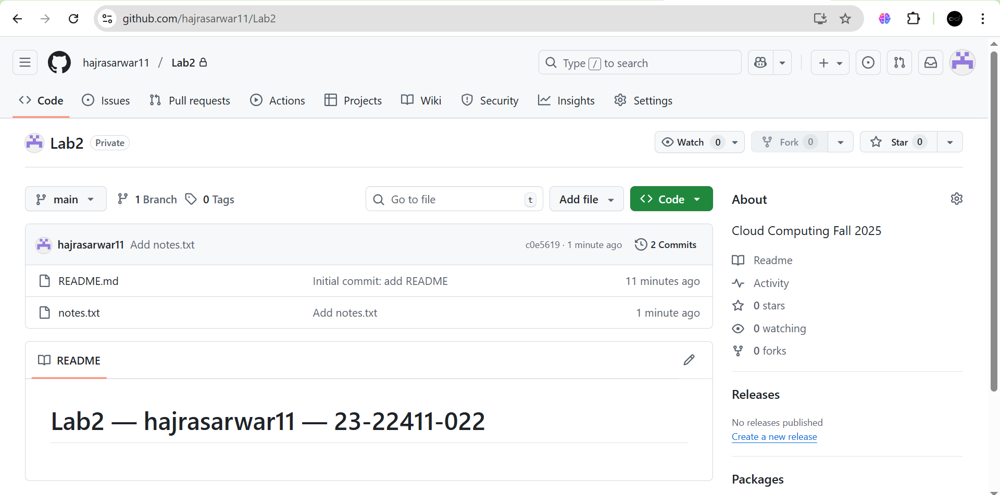 github.com/hajrasarwar11/Lab2
hajrasarwar11 / Lab2
Type / to search
Code Issues Pull requests Actions Projects Wiki Security Insights Settings
Lab2 Private
Watch 0 Fork 0 Star 0
main 1 Branch 0 Tags Go to file t Add file Code
hajrasarwar11 Add notes.txt c0e5619 · 1 minute ago 2 Commits
README.md Initial commit: add README 11 minutes ago
notes.txt Add notes.txt 1 minute ago
README
Lab2 — hajrasarwar11 — 23-22411-022
About
Cloud Computing Fall 2025
Readme
Activity
0 stars
0 watching
0 forks
Releases
No releases published
Create a new release
Packages